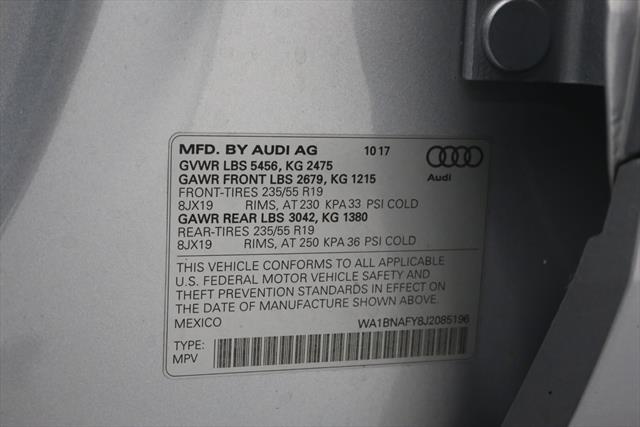 MFD. BY AUDI AG 10 17
GVWR LBS 5456, KG 2475
GAWR FRONT LBS 2679, KG 1215
Audi
FRONT-TIRES 235/55 R19
8JX19 RIMS, AT 230 KPA 33 PSI COLD
GAWR REAR LBS 3042, KG 1380
REAR-TIRES 235/55 R19
8JX19 RIMS, AT 250 KPA 36 PSI COLD
THIS VEHICLE CONFORMS TO ALL APPLICABLE
U.S. FEDERAL MOTOR VEHICLE SAFETY AND
THEFT PREVENTION STANDARDS IN EFFECT ON
THE DATE OF MANUFACTURE SHOWN ABOVE.
MEXICO WA1BNAFY8J2085196
TYPE:
MPV